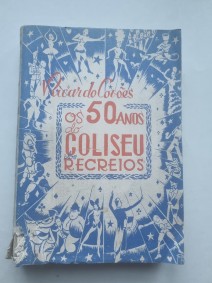 Ricardo Covões
OS 50 ANOS
do
COLISEU
RECREIOS